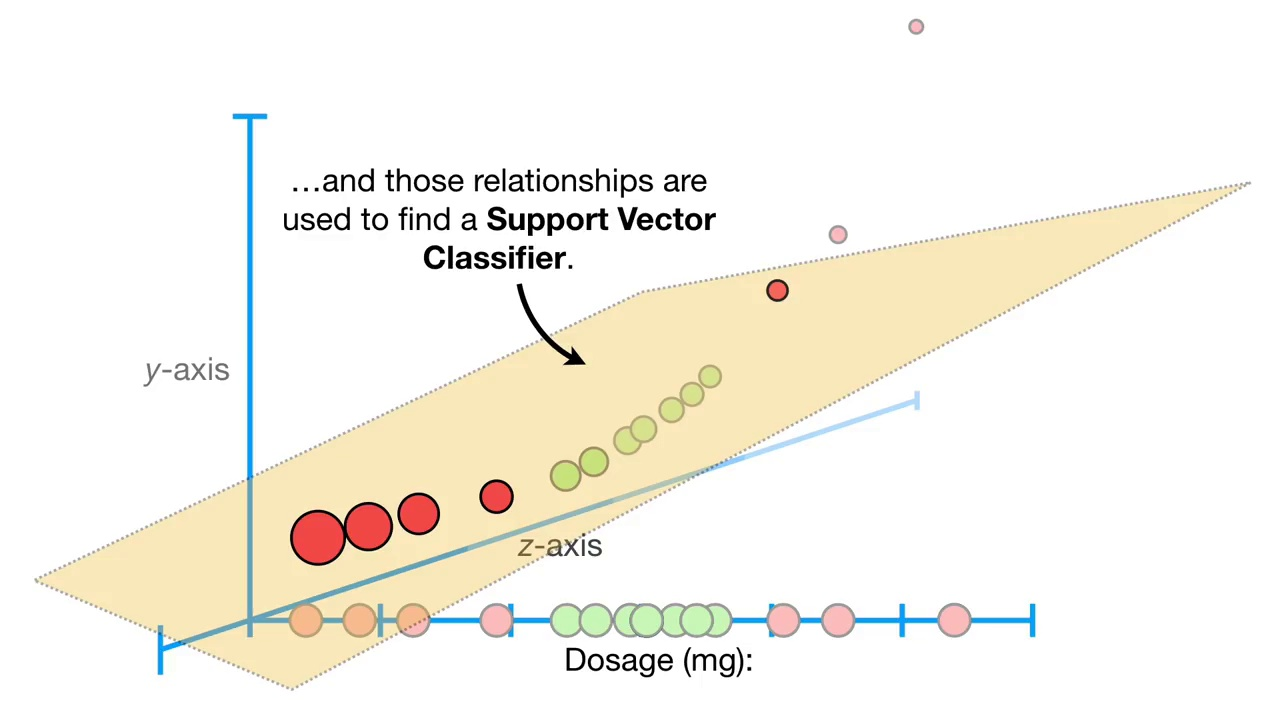 …and those relationships are
used to find a Support Vector
Classifier.
y-axis
z-axis
Dosage (mg):